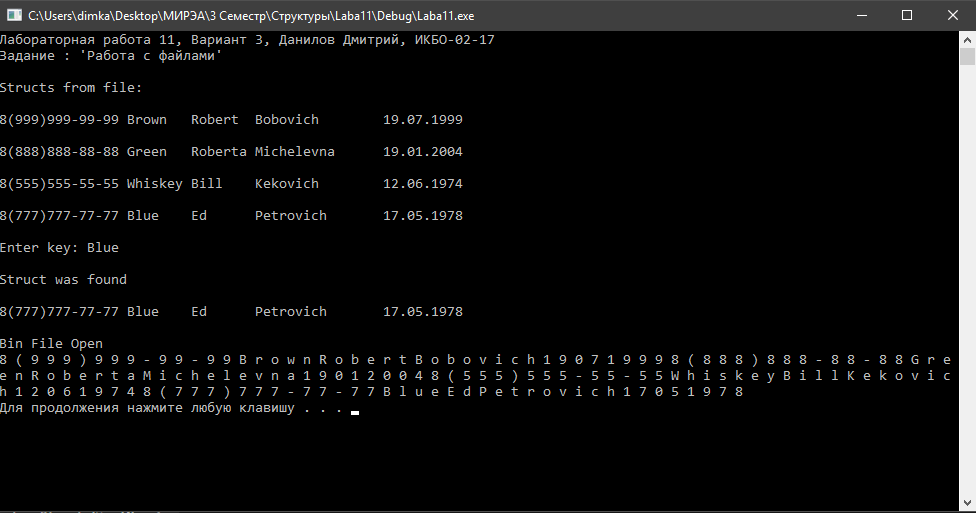 C:\Users\dimka\Desktop\МИРЭА\3 Семестр\Структуры\Laba11\Debug\Laba11.exe
Лабораторная работа 11, Вариант 3, Данилов Дмитрий, ИКБО-02-17
Задание : 'Работа с файлами'
Structs from file:
8(999)999-99-99 Brown   Robert  Bobovich        19.07.1999
8(888)888-88-88 Green   Roberta Michelevna      19.01.2004
8(555)555-55-55 Whiskey Bill    Kekovich        12.06.1974
8(777)777-77-77 Blue    Ed      Petrovich       17.05.1978
Enter key: Blue
Struct was found
8(777)777-77-77 Blue    Ed      Petrovich       17.05.1978
Bin File Open
8 ( 9 9 9 ) 9 9 9 - 9 9 - 9 9 B r o w n R o b e r t B o b o v i c h 1 9 0 7 1 9 9 9 8 ( 8 8 8 ) 8 8 8 - 8 8 - 8 8 G r e
e n R o b e r t a M i c h e l e v n a 1 9 0 1 2 0 0 4 8 ( 5 5 5 ) 5 5 5 - 5 5 - 5 5 W h i s k e y B i l l K e k o v i c
h 1 2 0 6 1 9 7 4 8 ( 7 7 7 ) 7 7 7 - 7 7 - 7 7 B l u e E d P e t r o v i c h 1 7 0 5 1 9 7 8
Для продолжения нажмите любую клавишу . . .